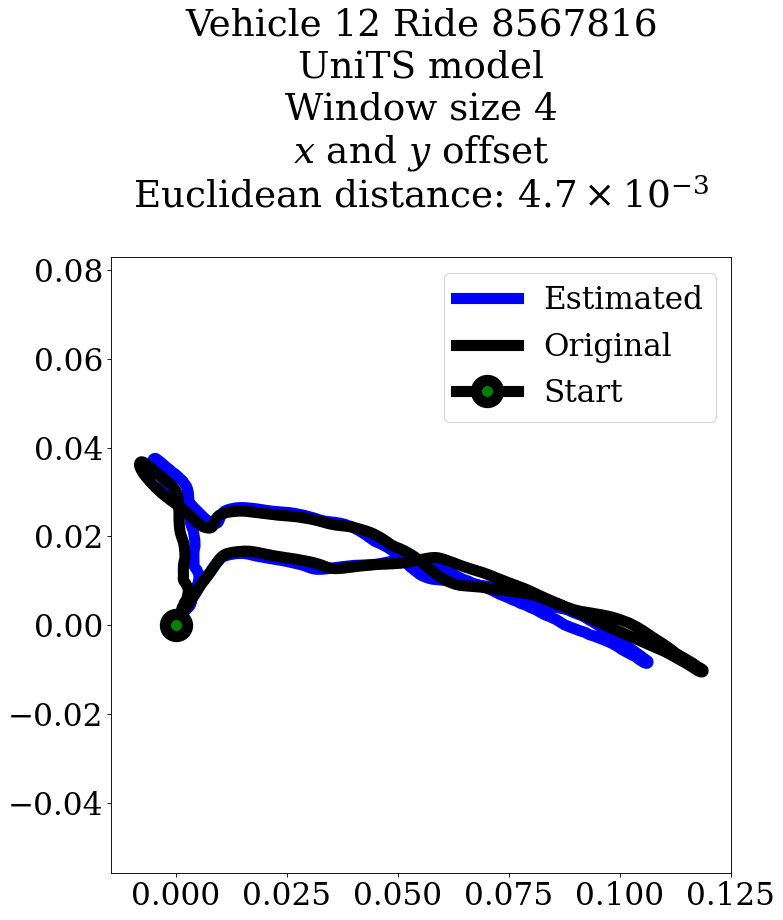 Vehicle 12 Ride 8567816
UniTS model
Window size 4
x and y offset
Euclidean distance: 4.7 × 10⁻³
0.08
0.06
0.04
0.02
0.00
−0.02
−0.04
Estimated
Original
Start
0.000 0.025 0.050 0.075 0.100 0.125